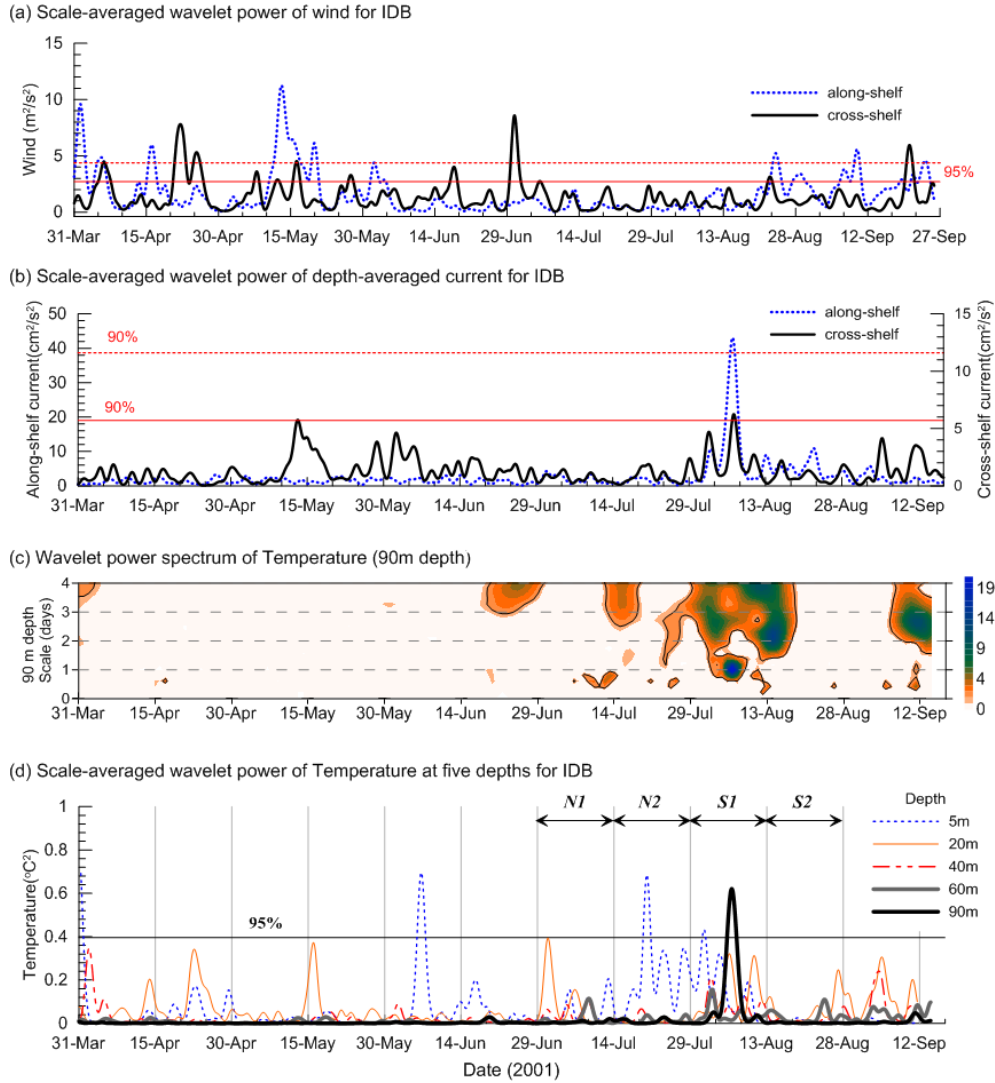 (a) Scale-averaged wavelet power of wind for IDB
Wind (m²/s²)
15
10
5
0
along-shelf
cross-shelf
95%
31-Mar 15-Apr 30-Apr 15-May 30-May 14-Jun 29-Jun 14-Jul 29-Jul 13-Aug 28-Aug 12-Sep 27-Sep
(b) Scale-averaged wavelet power of depth-averaged current for IDB
Along-shelf current(cm²/s²)
50
40
30
20
10
0
90%
90%
along-shelf
cross-shelf
15
10
5
0
Cross-shelf current(cm²/s²)
31-Mar 15-Apr 30-Apr 15-May 30-May 14-Jun 29-Jun 14-Jul 29-Jul 13-Aug 28-Aug 12-Sep
(c) Wavelet power spectrum of Temperature (90m depth)
90 m depth
Scale (days)
4
3
2
1
0
19
14
9
4
0
31-Mar 15-Apr 30-Apr 15-May 30-May 14-Jun 29-Jun 14-Jul 29-Jul 13-Aug 28-Aug 12-Sep
(d) Scale-averaged wavelet power of Temperature at five depths for IDB
Temperature(°C²)
1
0.8
0.6
0.4
0.2
0
95%
N1 N2 S1 S2
Depth
5m
20m
40m
60m
90m
31-Mar 15-Apr 30-Apr 15-May 30-May 14-Jun 29-Jun 14-Jul 29-Jul 13-Aug 28-Aug 12-Sep
Date (2001)